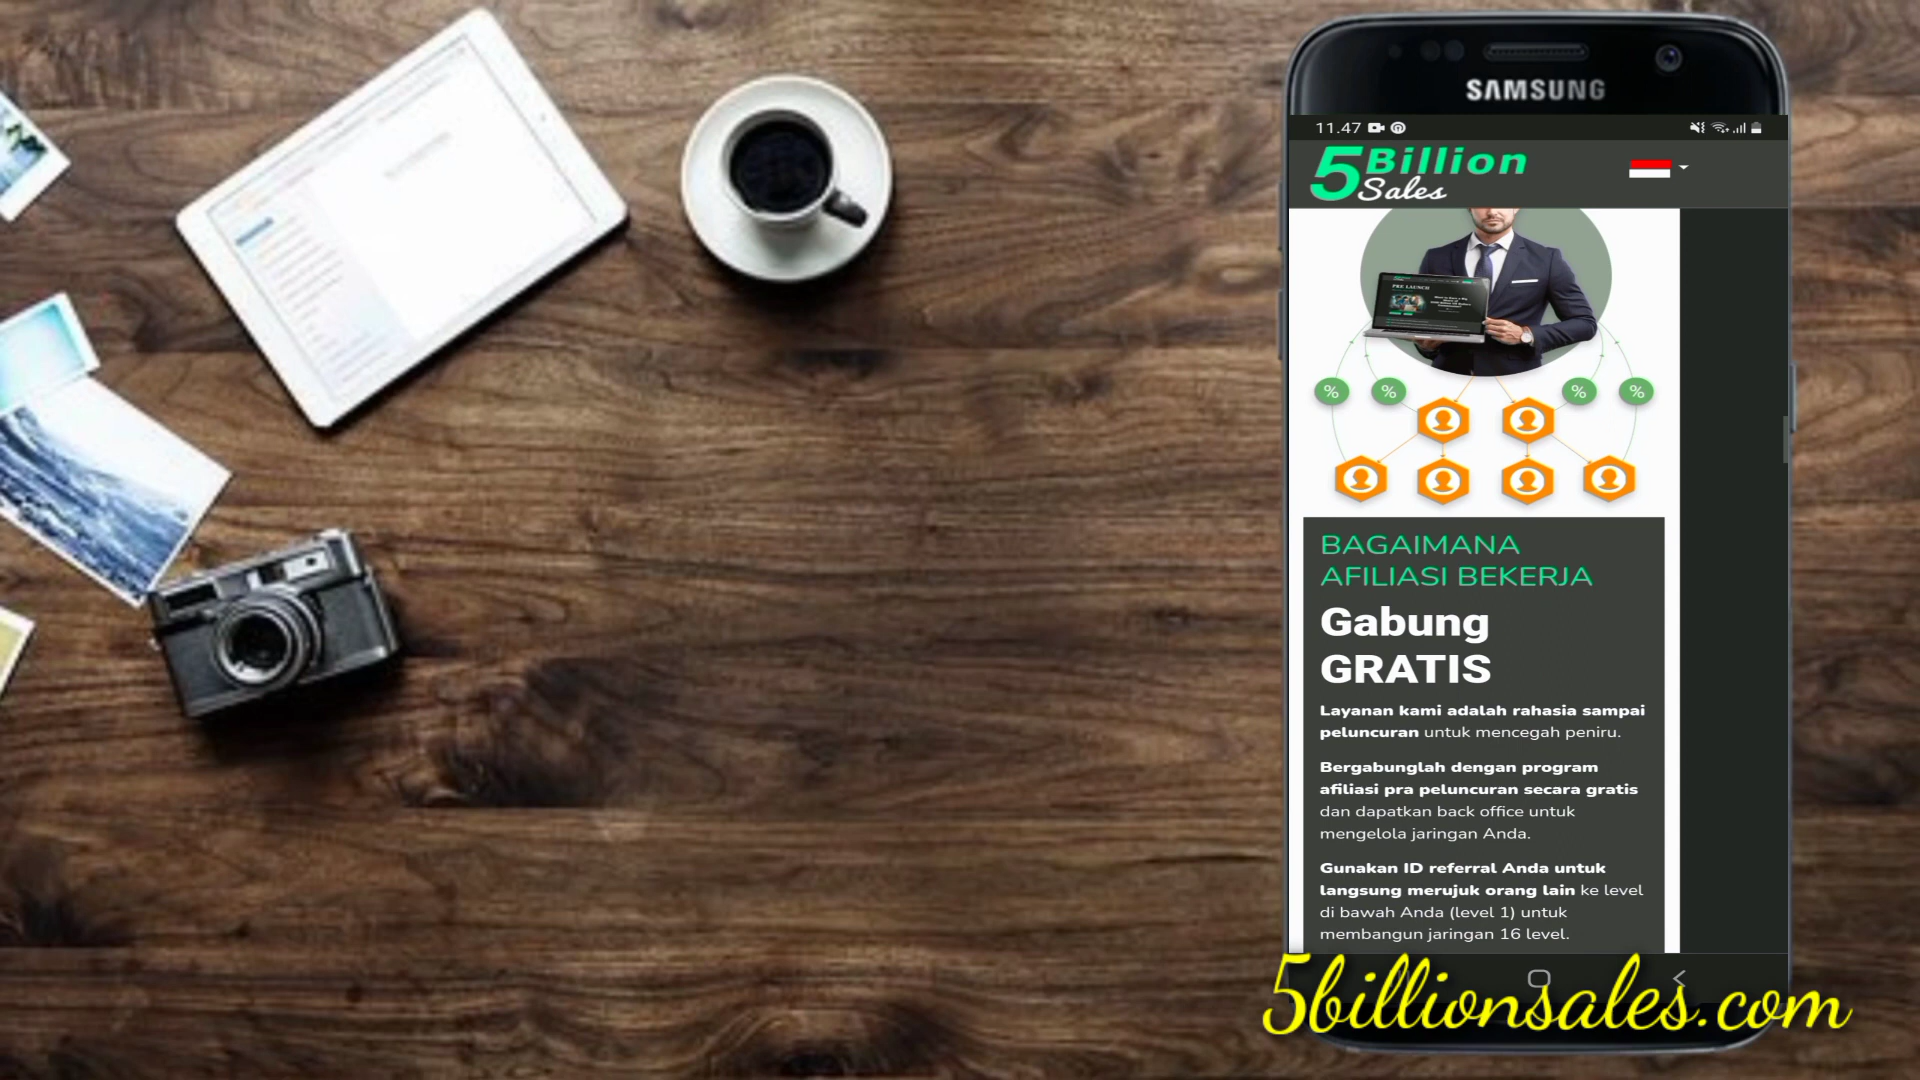 SAMSUNG
11.47
5Billion
Sales
PRE LAUNCH
%
%
%
%
BAGAIMANA
AFILIASI BEKERJA
Gabung
GRATIS
Layanan kami adalah rahasia sampai
peluncuran untuk mencegah peniru.
Bergabunglah dengan program
afiliasi pra peluncuran secara gratis
dan dapatkan back office untuk
mengelola jaringan Anda.
Gunakan ID referral Anda untuk
langsung merujuk orang lain ke level
di bawah Anda (level 1) untuk
membangun jaringan 16 level.
5billionsales.com